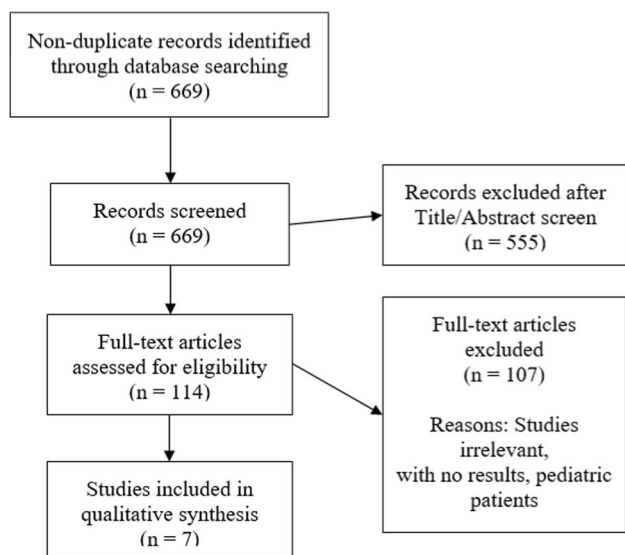 Non-duplicate records identified
through database searching
(n = 669)
Records screened
(n = 669)
Records excluded after
Title/Abstract screen
(n = 555)
Full-text articles
assessed for eligibility
(n = 114)
Full-text articles
excluded
(n = 107)
Reasons: Studies
irrelevant,
with no results, pediatric
patients
Studies included in
qualitative synthesis
(n = 7)